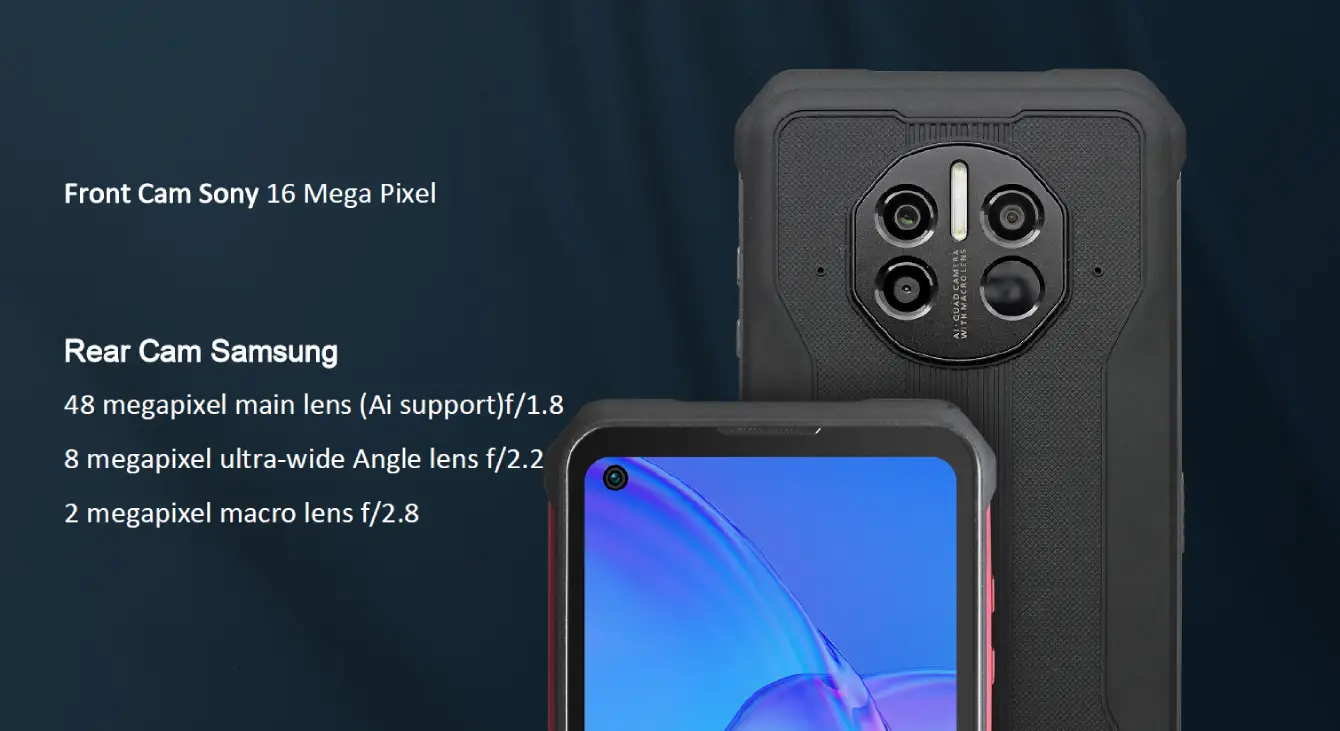 Front Cam Sony 16 Mega Pixel
Rear Cam Samsung
48 megapixel main lens (Ai support)f/1.8
8 megapixel ultra-wide Angle lens f/2.2
2 megapixel macro lens f/2.8
AI·QUAD CAMERA
WITH MACRO LENS